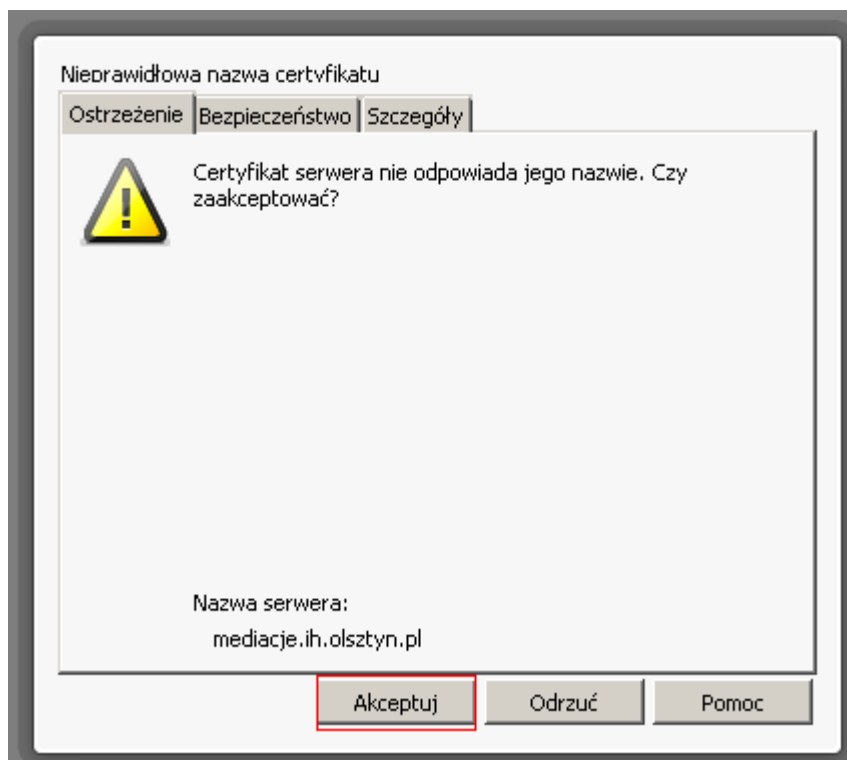 Nieprawidłowa nazwa certyfikatu
Ostrzeżenie Bezpieczeństwo Szczegóły
Certyfikat serwera nie odpowiada jego nazwie. Czy
zaakceptować?
Nazwa serwera:
mediacje.ih.olsztyn.pl
Akceptuj Odrzuć Pomoc